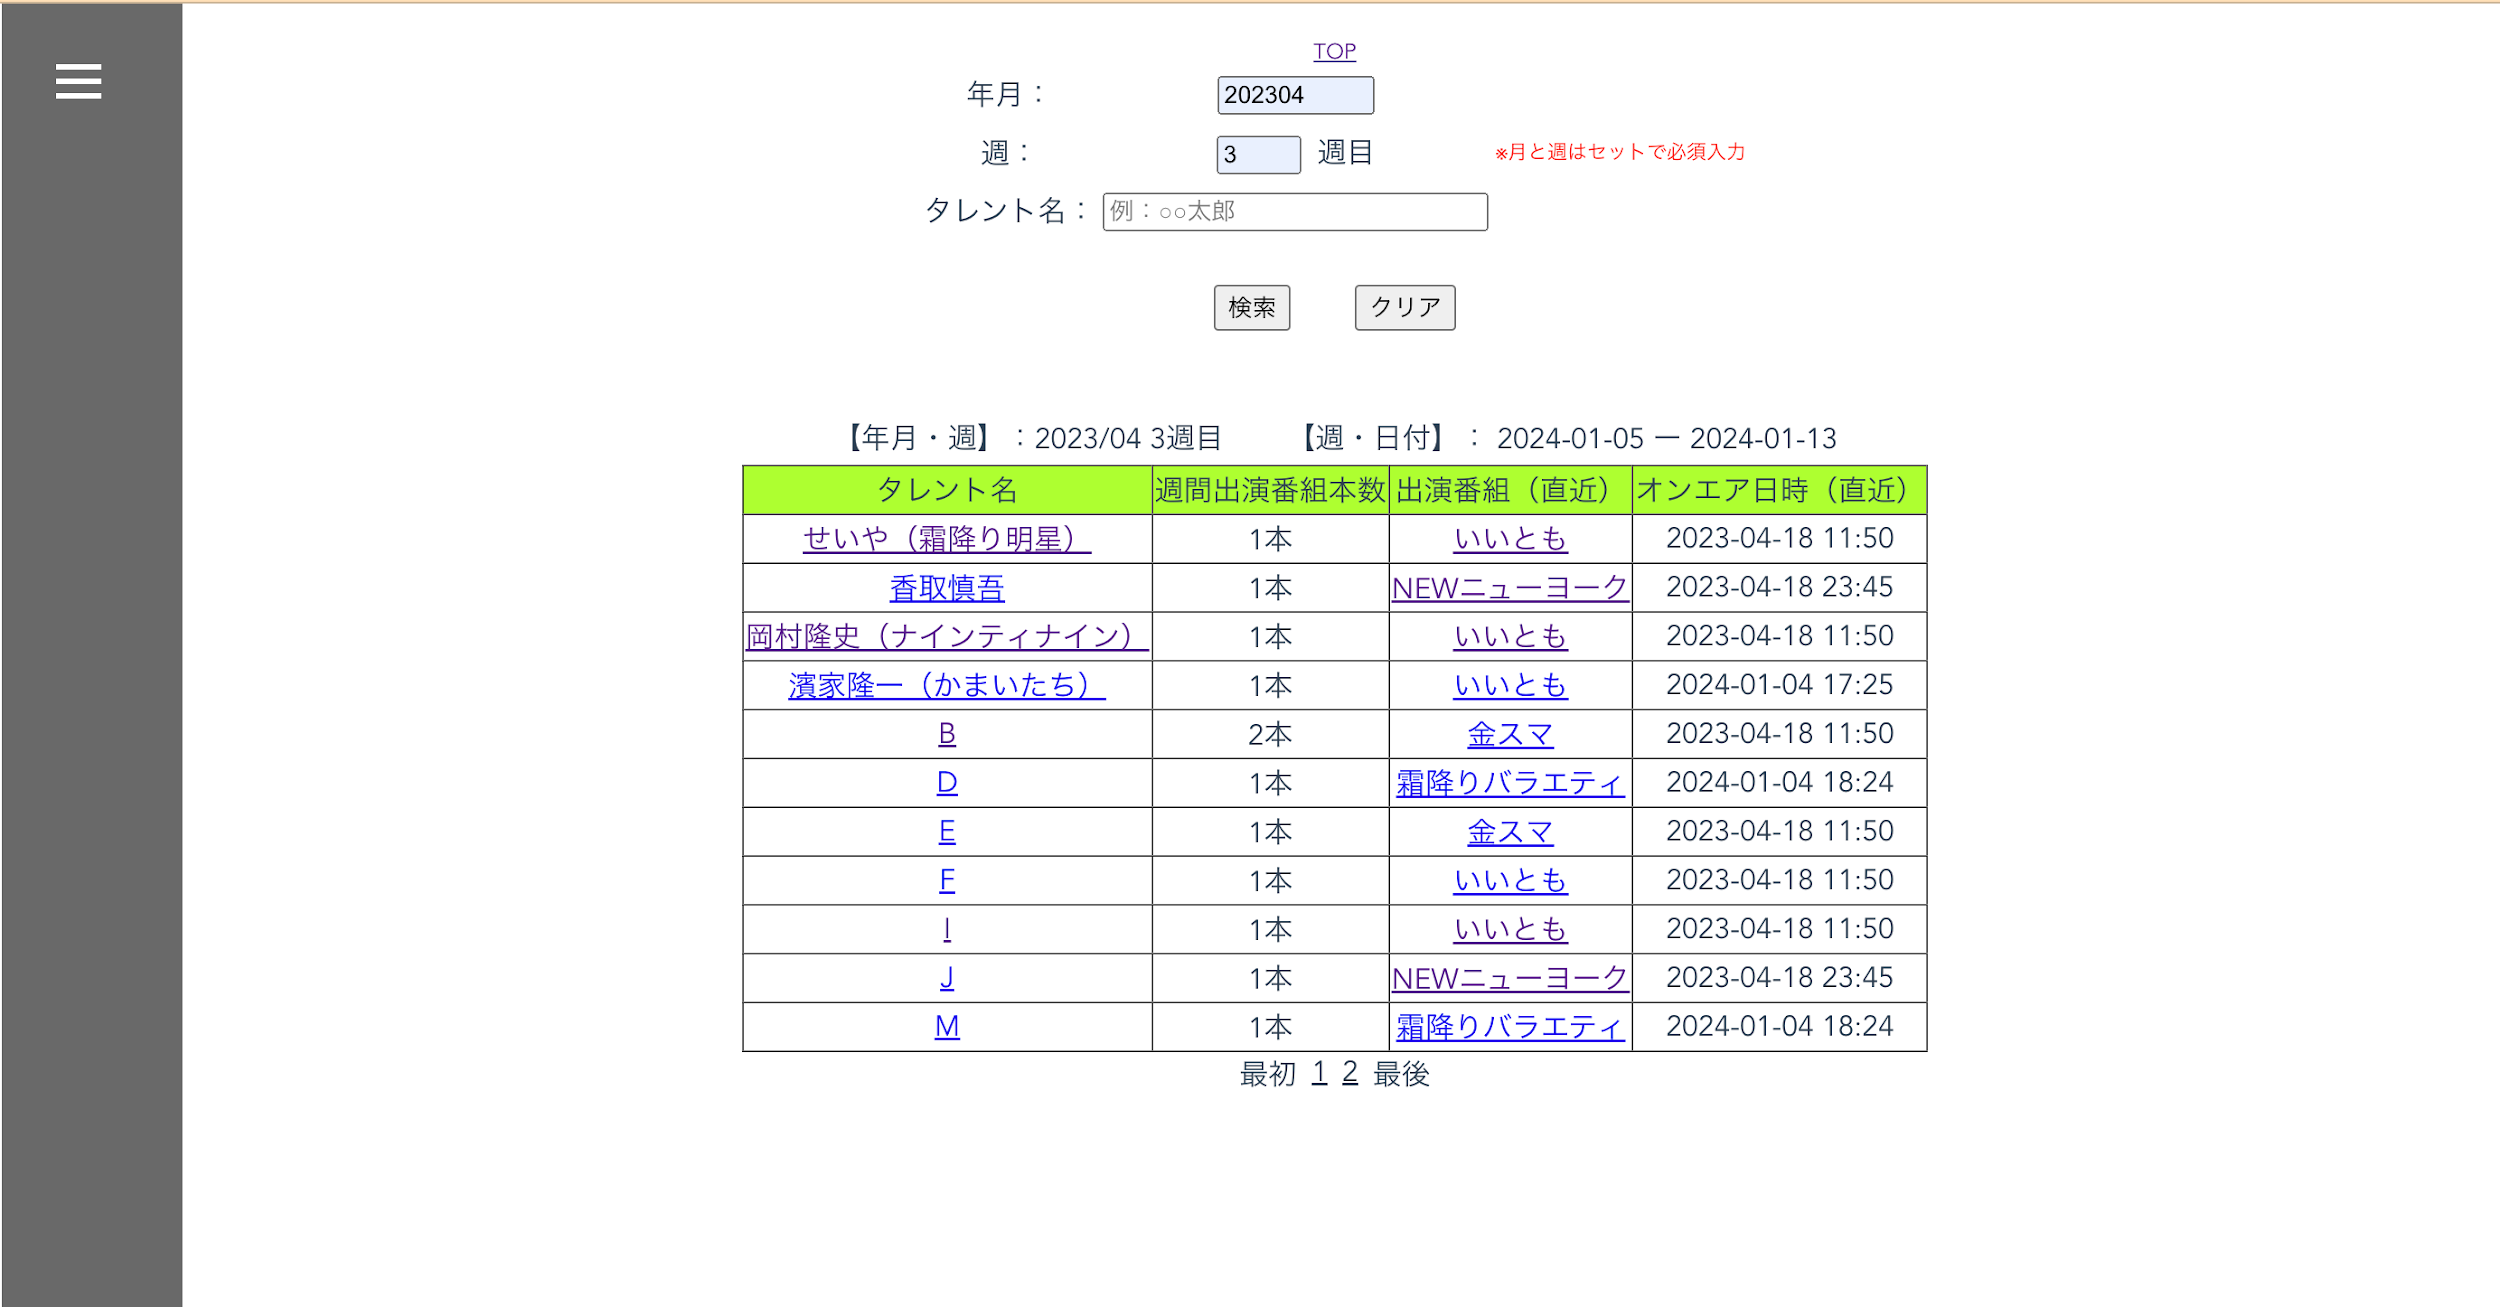 TOP
年月： 202304
週： 3 週目 ※月と週はセットで必須入力
タレント名： 例：○○太郎
検索 クリア
【年月・週】：2023/04 3週目 【週・日付】： 2024-01-05 ー 2024-01-13
タレント名 週間出演番組本数 出演番組（直近） オンエア日時（直近）
せいや（霜降り明星） 1本 いいとも 2023-04-18 11:50
香取慎吾 1本 NEWニューヨーク 2023-04-18 23:45
岡村隆史（ナインティナイン） 1本 いいとも 2023-04-18 11:50
濱家隆一（かまいたち） 1本 いいとも 2024-01-04 17:25
B 2本 金スマ 2023-04-18 11:50
D 1本 霜降りバラエティ 2024-01-04 18:24
E 1本 金スマ 2023-04-18 11:50
F 1本 いいとも 2023-04-18 11:50
I 1本 いいとも 2023-04-18 11:50
J 1本 NEWニューヨーク 2023-04-18 23:45
M 1本 霜降りバラエティ 2024-01-04 18:24
最初 1 2 最後